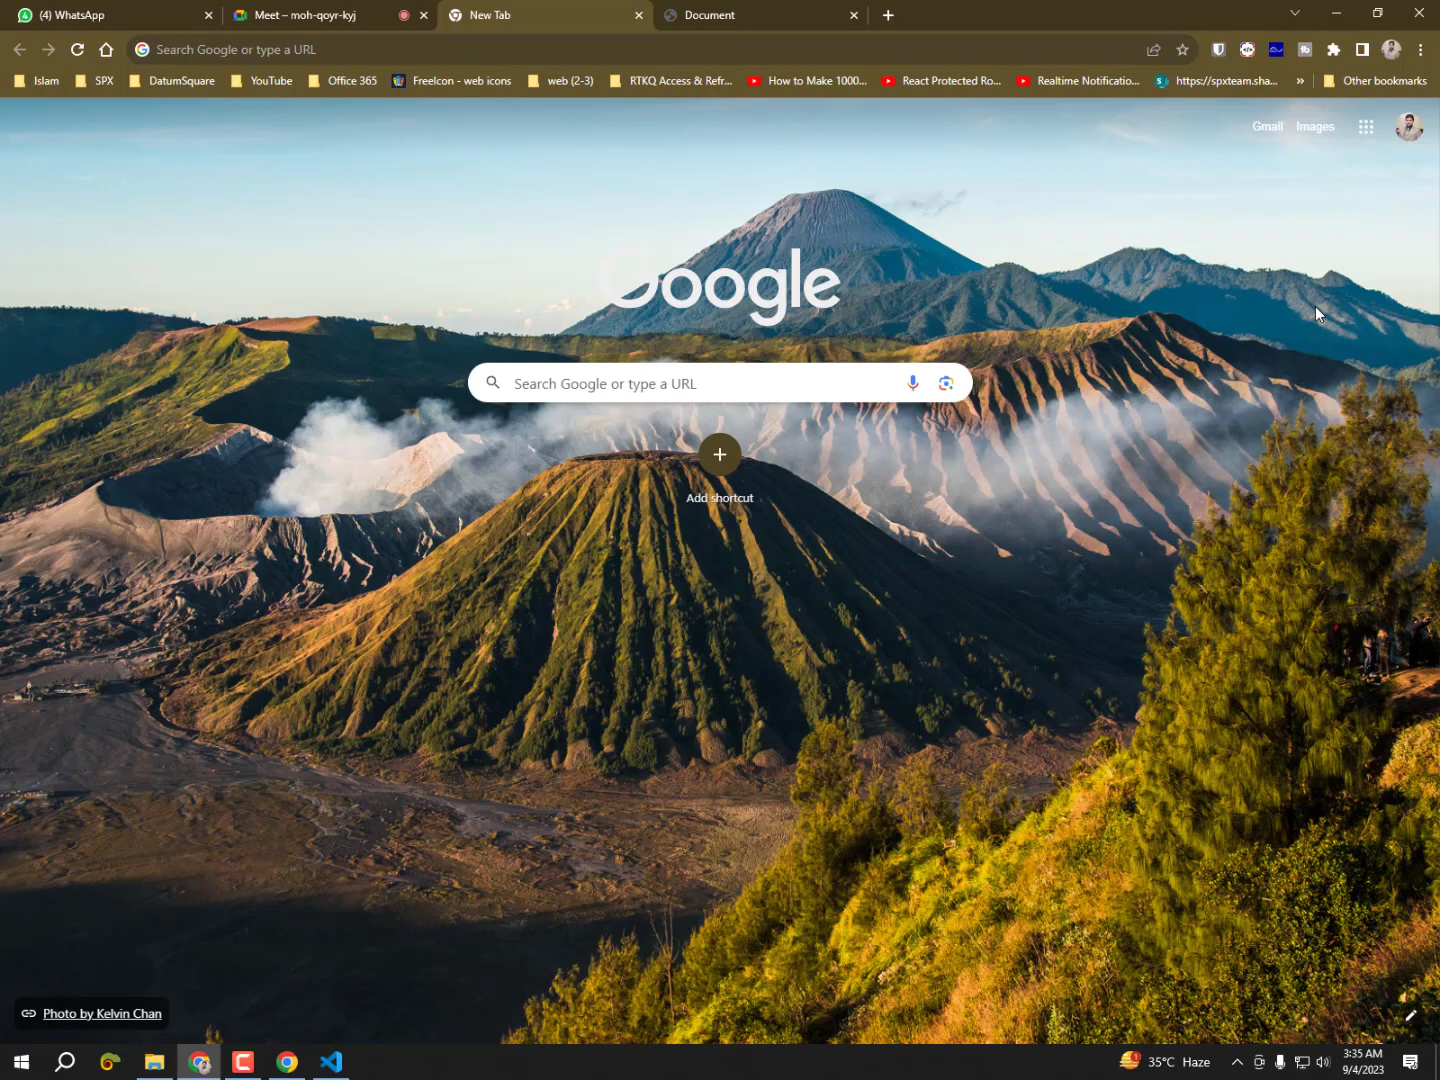 (4) WhatsApp
Meet – moh-qoyr-kyj
New Tab
Document
Search Google or type a URL
Islam
SPX
DatumSquare
YouTube
Office 365
FreeIcon - web icons
web (2-3)
RTKQ Access & Refr...
How to Make 1000...
React Protected Ro...
Realtime Notificatio...
https://spxteam.sha...
»
Other bookmarks
Gmail
Images
Google
Search Google or type a URL
Add shortcut
Photo by Kelvin Chan
35°C Haze
3:35 AM
9/4/2023